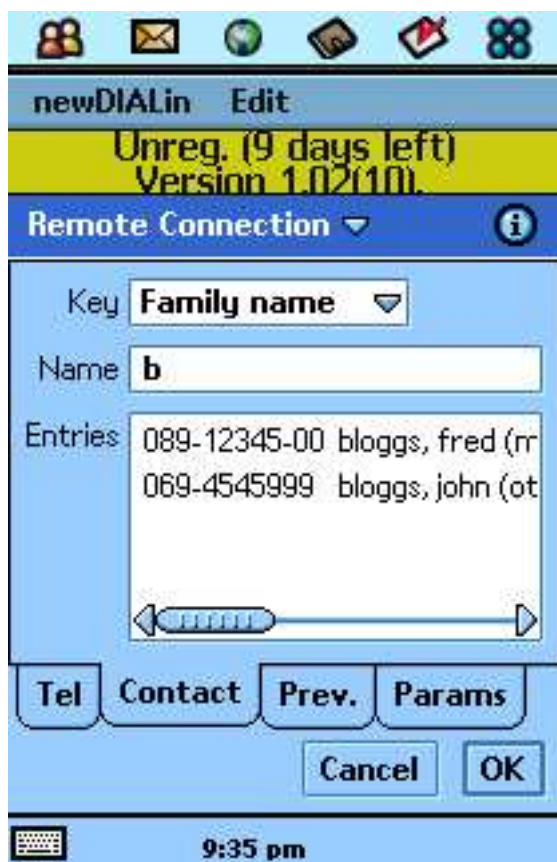 newDIALin Edit
Unreg. (9 days left)
Version 1.02(10).
Remote Connection
Key Family name
Name b
Entries 089-12345-00 bloggs, fred (m
069-4545999 bloggs, john (ot
Tel Contact Prev. Params
Cancel OK
9:35 pm